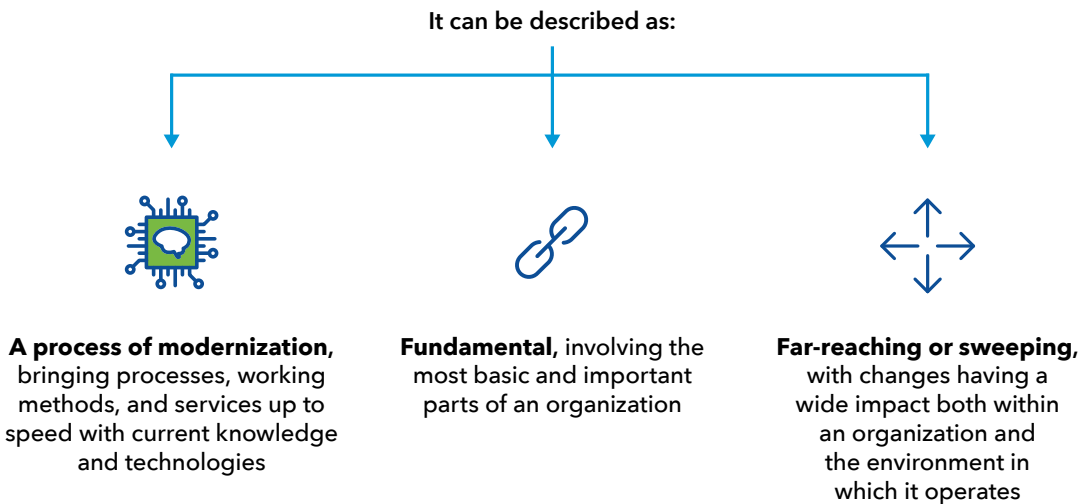 It can be described as:
A process of modernization,
bringing processes, working
methods, and services up to
speed with current knowledge
and technologies
Fundamental, involving the
most basic and important
parts of an organization
Far-reaching or sweeping,
with changes having a
wide impact both within
an organization and
the environment in
which it operates